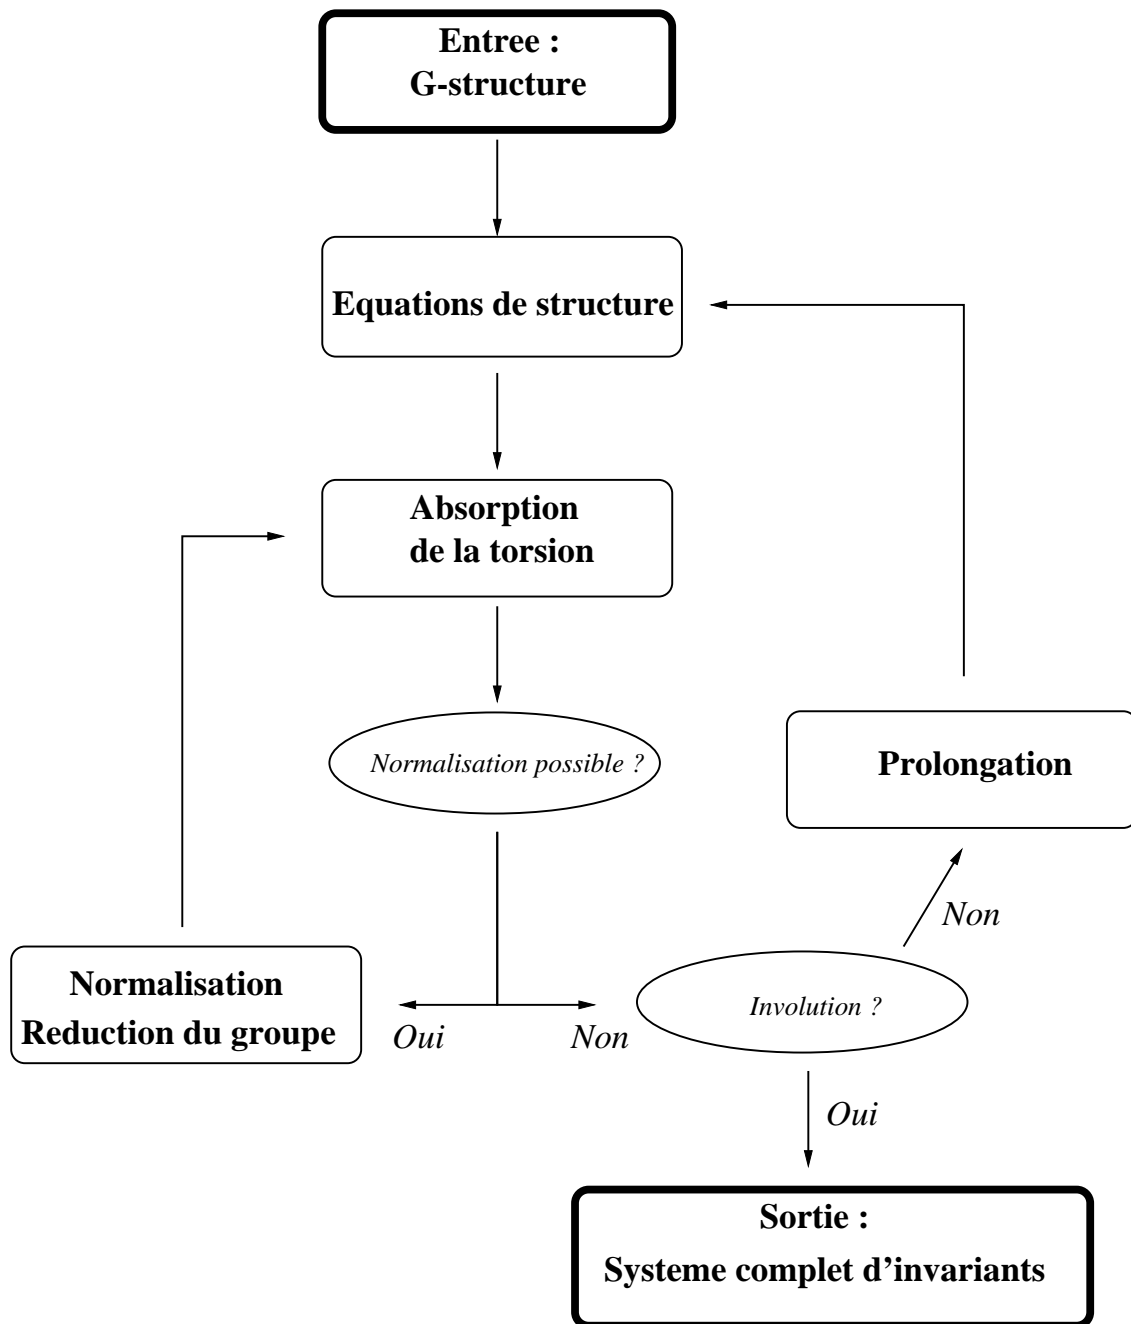 Entree :
G-structure
Equations de structure
Absorption
de la torsion
Normalisation possible ?
Prolongation
Non
Normalisation
Reduction du groupe
Oui
Non
Involution ?
Oui
Sortie :
Systeme complet d'invariants